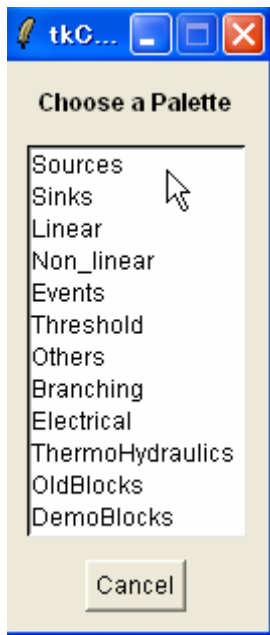 tkC...
Choose a Palette
Sources
Sinks
Linear
Non_linear
Events
Threshold
Others
Branching
Electrical
ThermoHydraulics
OldBlocks
DemoBlocks
Cancel